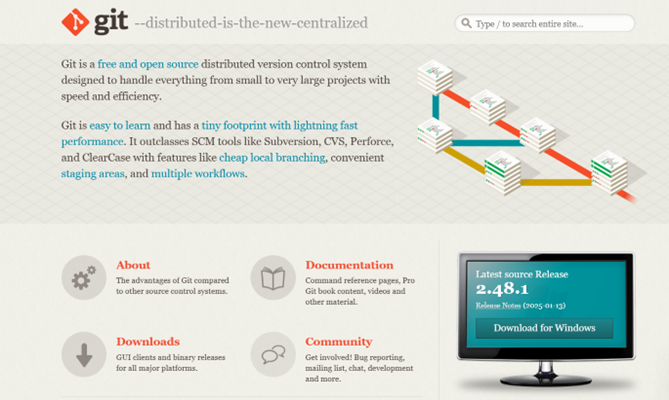 git --distributed-is-the-new-centralized
Type / to search entire site...
Git is a free and open source distributed version control system
designed to handle everything from small to very large projects with
speed and efficiency.
Git is easy to learn and has a tiny footprint with lightning fast
performance. It outclasses SCM tools like Subversion, CVS, Perforce,
and ClearCase with features like cheap local branching, convenient
staging areas, and multiple workflows.
About
The advantages of Git compared
to other source control systems.
Documentation
Command reference pages, Pro
Git book content, videos and
other material.
Downloads
GUI clients and binary releases
for all major platforms.
Community
Get involved! Bug reporting,
mailing list, chat, development
and more.
Latest source Release
2.48.1
Release Notes (2025-01-13)
Download for Windows